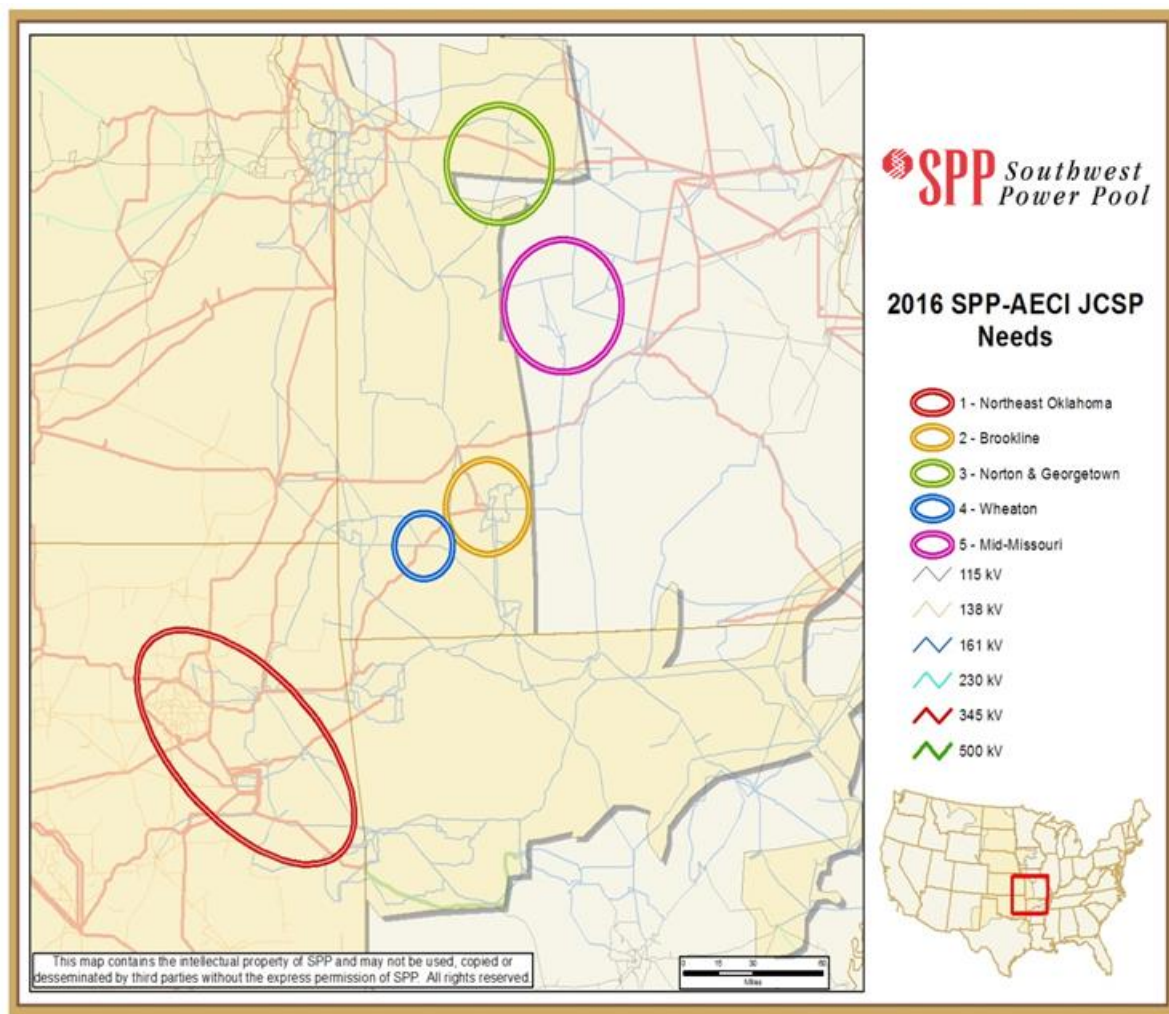 SPP Southwest
Power Pool
2016 SPP-AECI JCSP
Needs
1 - Northeast Oklahoma
2 - Brookline
3 - Norton & Georgetown
4 - Wheaton
5 - Mid-Missouri
115 kV
138 kV
161 kV
230 kV
345 kV
500 kV
This map contains the intellectual property of SPP and may not be used, copied or
desseminated by third parties without the express permission of SPP. All rights reserved.
0 15 30 60
Miles